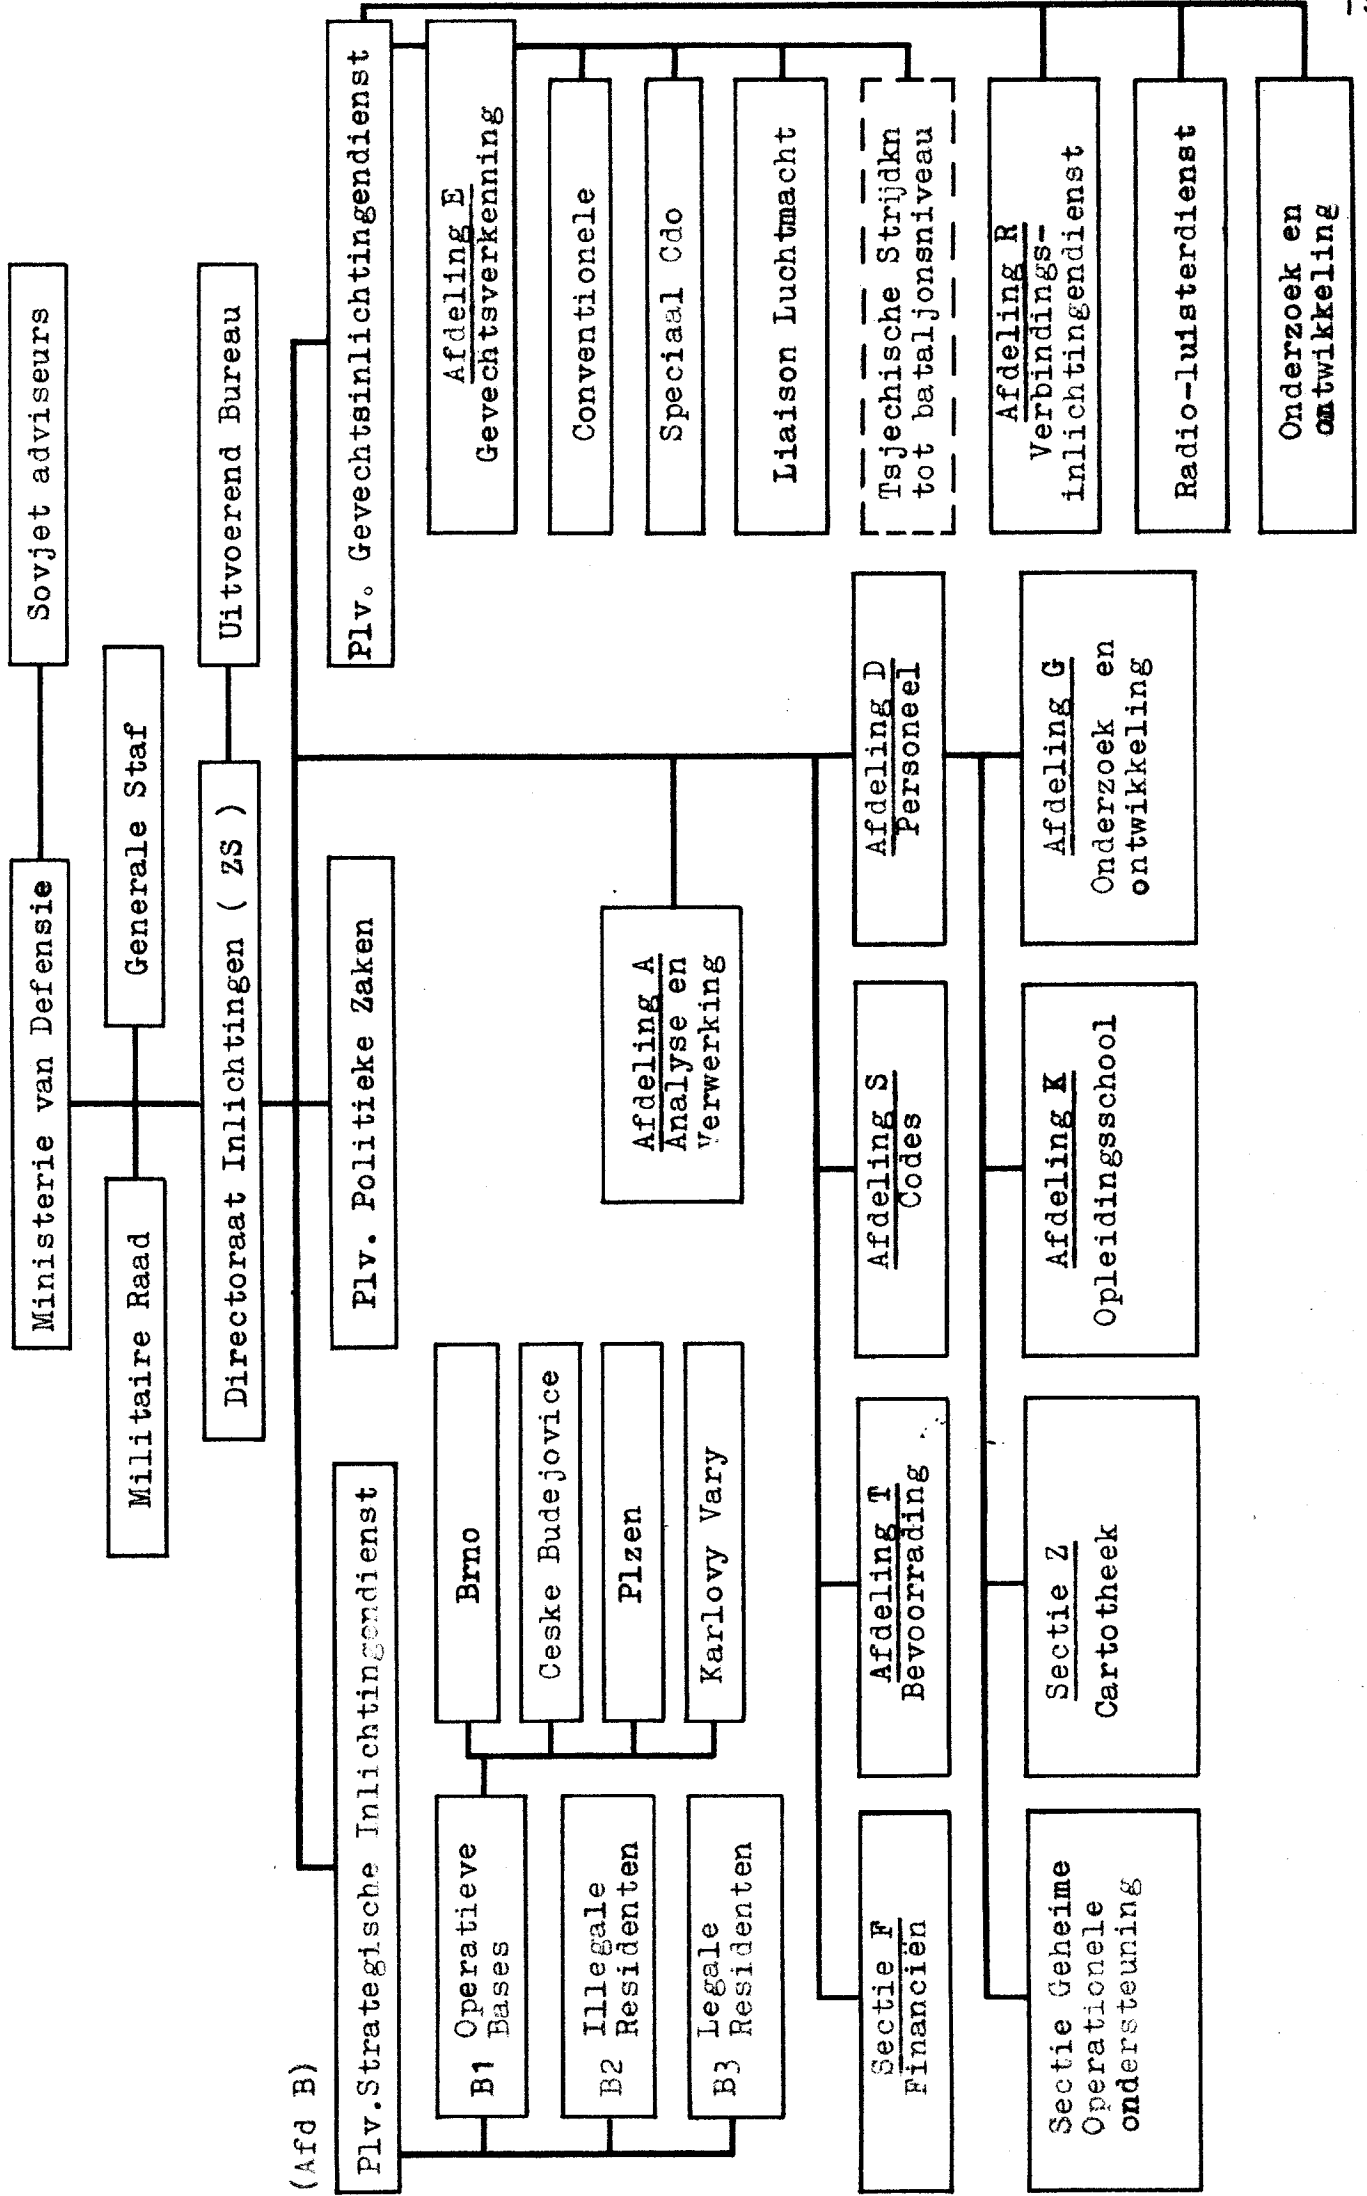 Ministerie van Defensie
Sovjet adviseurs
Militaire Raad
Generale Staf
Directoraat Inlichtingen ( ZS )
Uitvoerend Bureau
(Afd B)
Plv.Strategische Inlichtingendienst
Plv. Politieke Zaken
Plv. Gevechtsinlichtingendienst
B1 Operatieve
Bases
B2 Illegale
Residenten
B3 Legale
Residenten
Brno
Ceske Budejovice
Plzen
Karlovy Vary
Afdeling A
Analyse en
Verwerking
Afdeling E
Gevechtsverkenning
Conventionele
Speciaal Cdo
Liaison Luchtmacht
Tsjechische Strijdkn
tot bataljonsniveau
Afdeling R
Verbindings-
inlichtingendienst
Radio-luisterdienst
Onderzoek en
ontwikkeling
Sectie F
Financiën
Afdeling T
Bevoorrading
Afdeling S
Codes
Afdeling D
Personeel
Sectie Geheime
Operationele
ondersteuning
Sectie Z
Cartotheek
Afdeling K
Opleidingsschool
Afdeling G
Onderzoek en
ontwikkeling